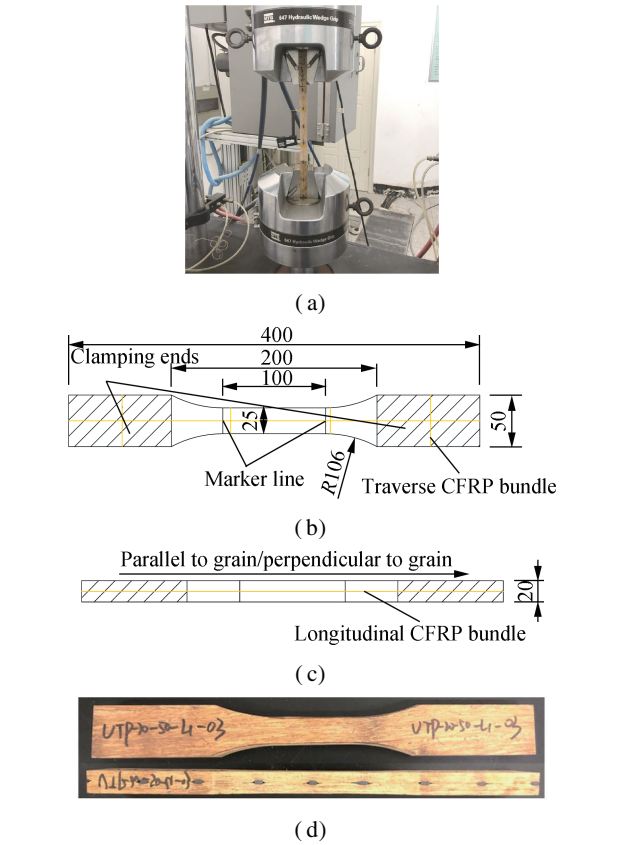 647 Hydraulic Wedge Grip
647 Hydraulic Wedge Grip
(a)
400
Clamping ends
200
100
25
50
Marker line
R106
Traverse CFRP bundle
(b)
Parallel to grain/perpendicular to grain
20
Longitudinal CFRP bundle
(c)
UTP-20-50-L1-03
UTP-20-50-L1-03
(d)